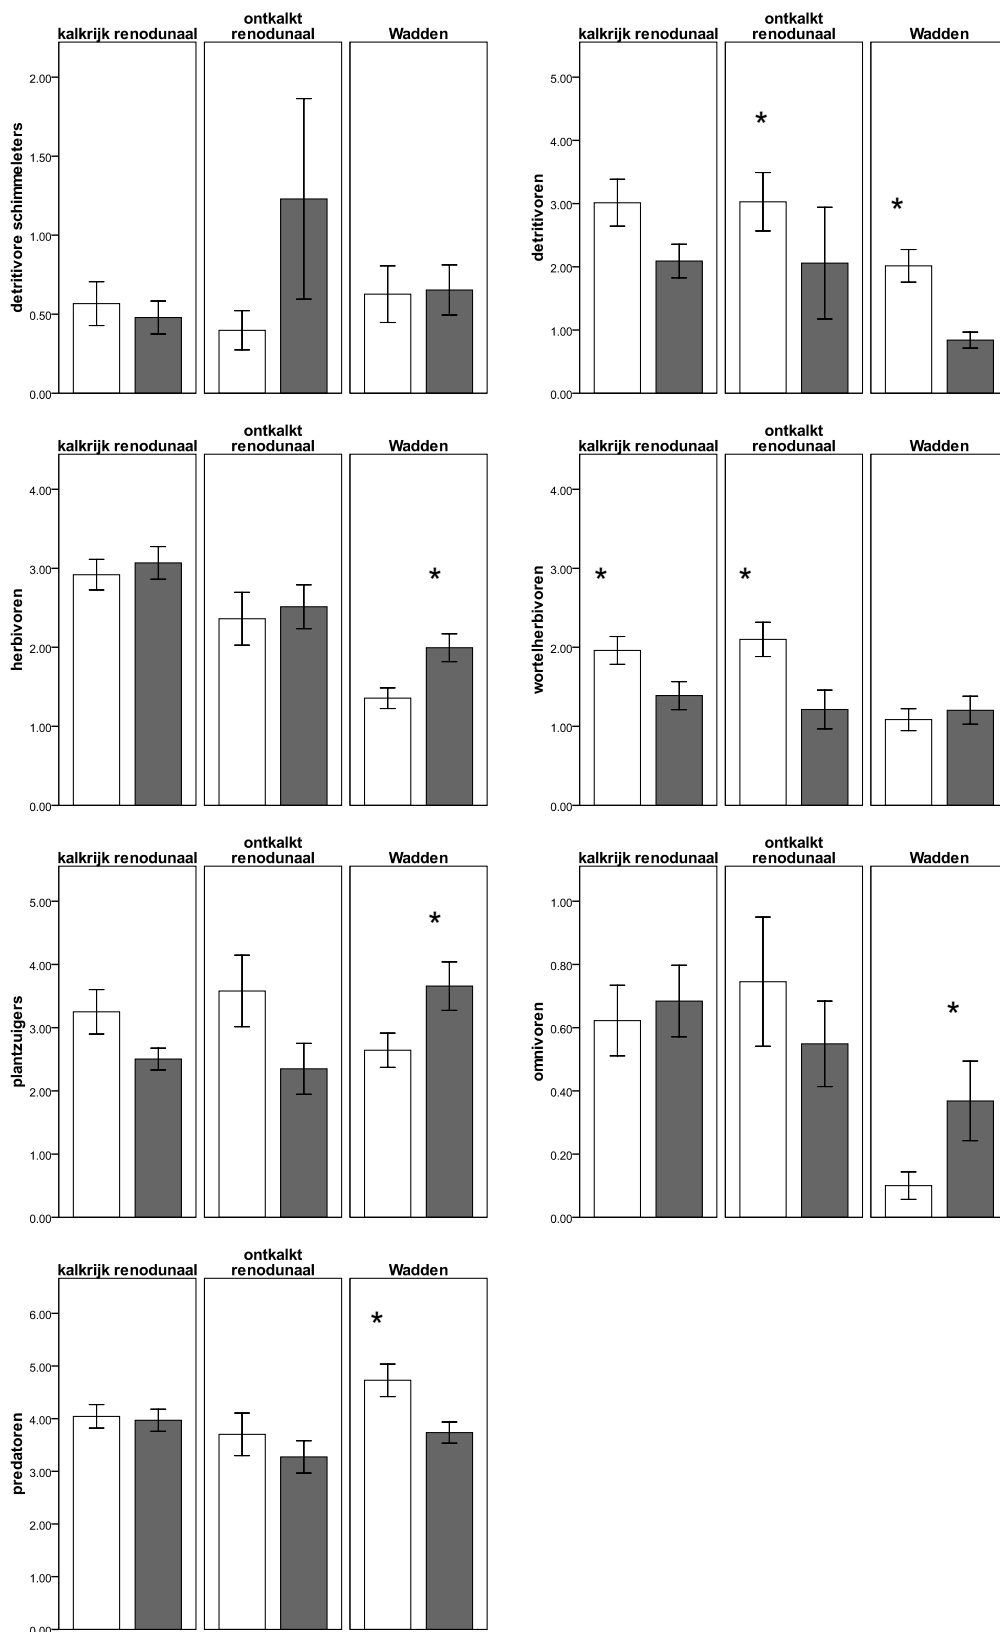 kalkrijk renodunaal
ontkalkt
renodunaal
Wadden
2.00
1.50
1.00
0.50
0.00
detritivore schimmeleters
kalkrijk renodunaal
ontkalkt
renodunaal
Wadden
5.00
4.00
3.00
2.00
1.00
0.00
detritivoren
*
*
kalkrijk renodunaal
ontkalkt
renodunaal
Wadden
4.00
3.00
2.00
1.00
0.00
herbivoren
*
kalkrijk renodunaal
ontkalkt
renodunaal
Wadden
4.00
3.00
2.00
1.00
0.00
wortelherbivoren
*
*
kalkrijk renodunaal
ontkalkt
renodunaal
Wadden
5.00
4.00
3.00
2.00
1.00
0.00
plantzuigers
*
kalkrijk renodunaal
ontkalkt
renodunaal
Wadden
1.00
0.80
0.60
0.40
0.20
0.00
omnivoren
*
kalkrijk renodunaal
ontkalkt
renodunaal
Wadden
6.00
5.00
4.00
3.00
2.00
1.00
0.00
predatoren
*